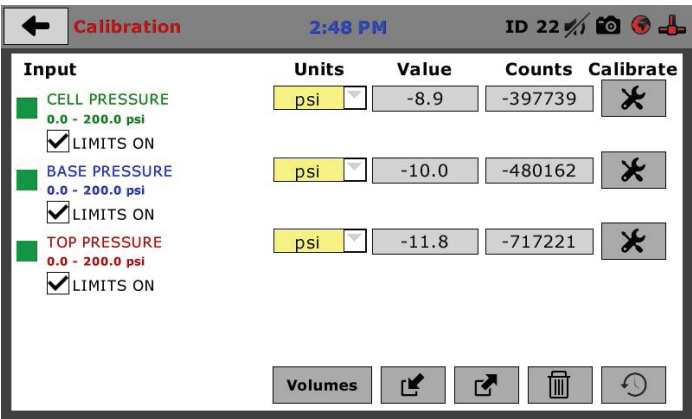 Calibration 2:48 PM ID 22
Input Units Value Counts Calibrate
CELL PRESSURE psi -8.9 -397739
0.0 - 200.0 psi
LIMITS ON
BASE PRESSURE psi -10.0 -480162
0.0 - 200.0 psi
LIMITS ON
TOP PRESSURE psi -11.8 -717221
0.0 - 200.0 psi
LIMITS ON
Volumes